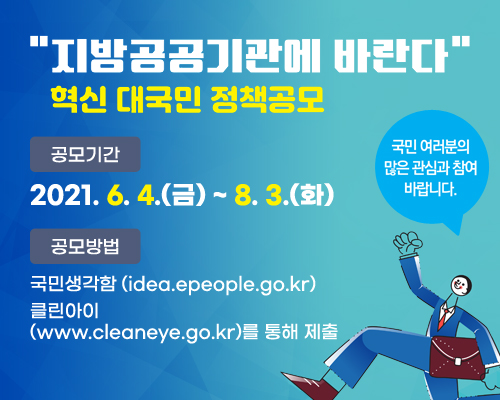 "지방공공기관에 바란다"
혁신 대국민 정책공모
공모기간
2021. 6. 4.(금) ~ 8. 3.(화)
공모방법
국민생각함 (idea.epeople.go.kr)
클린아이
(www.cleaneye.go.kr)를 통해 제출
국민 여러분의
많은 관심과 참여
바랍니다.